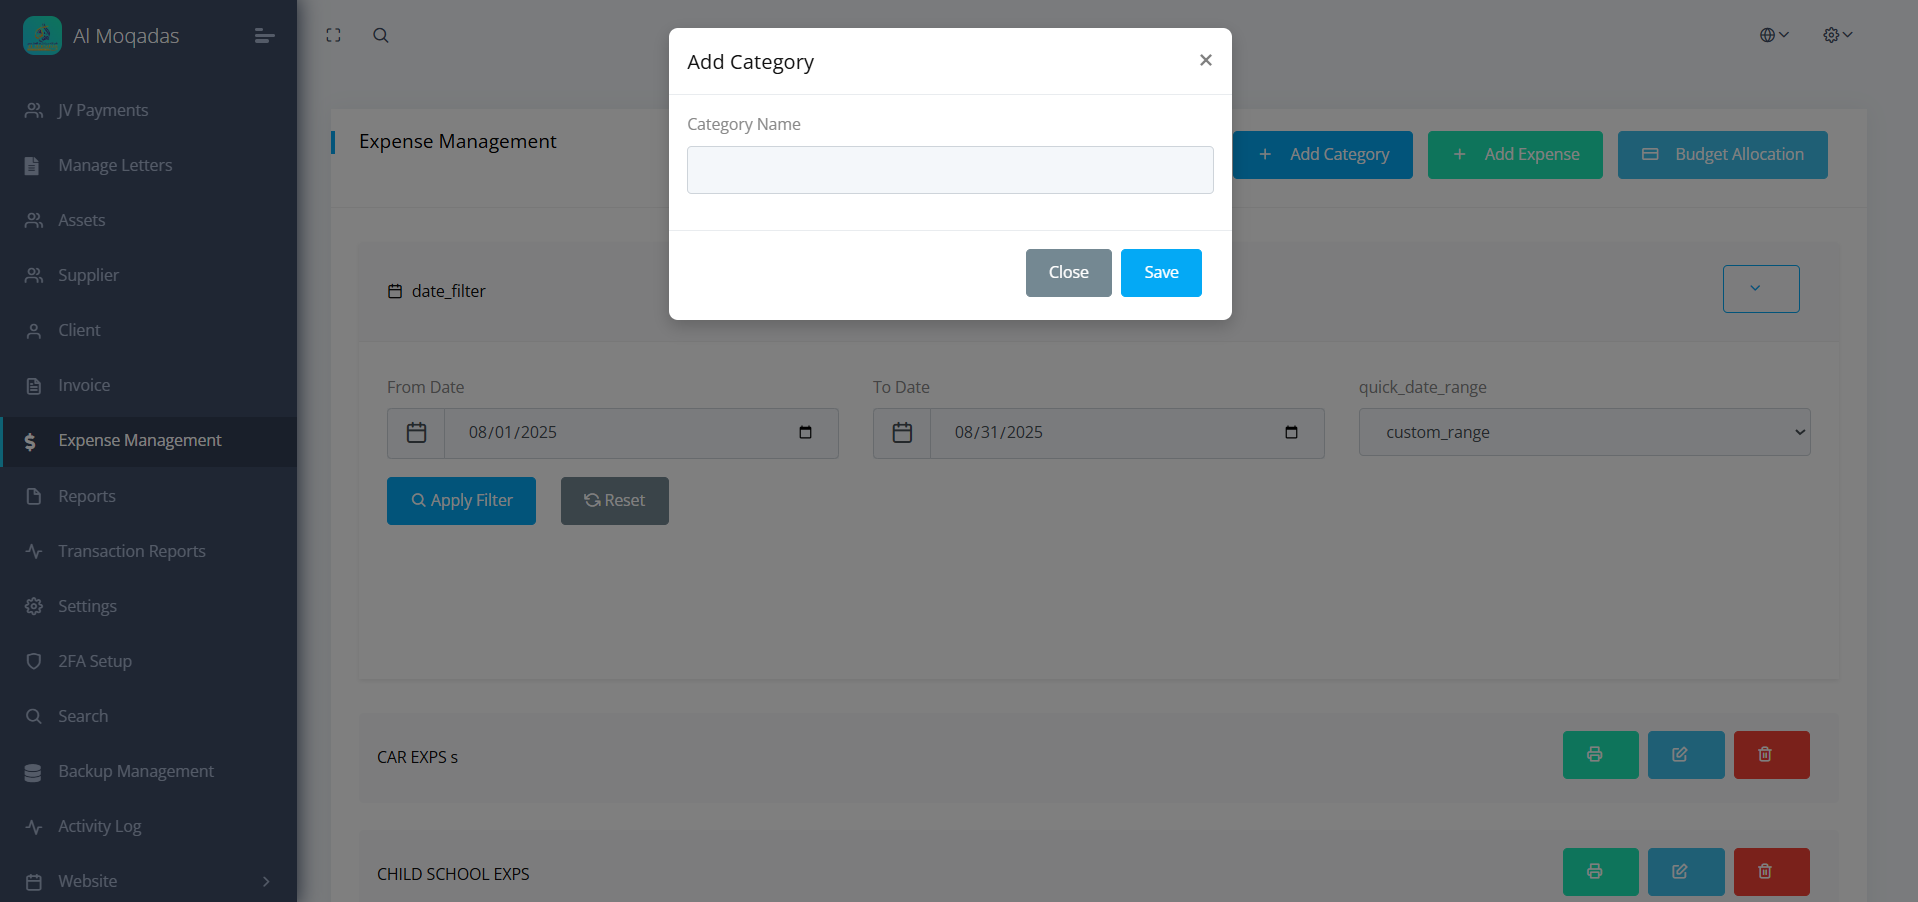 Al Moqadas
JV Payments
Manage Letters
Assets
Supplier
Client
Invoice
Expense Management
Reports
Transaction Reports
Settings
2FA Setup
Search
Backup Management
Activity Log
Website
Add Category
×
Category Name
Close
Save
Expense Management
+ Add Category
+ Add Expense
Budget Allocation
date_filter
From Date
To Date
quick_date_range
08/01/2025
08/31/2025
custom_range
Apply Filter
Reset
CAR EXPS s
CHILD SCHOOL EXPS